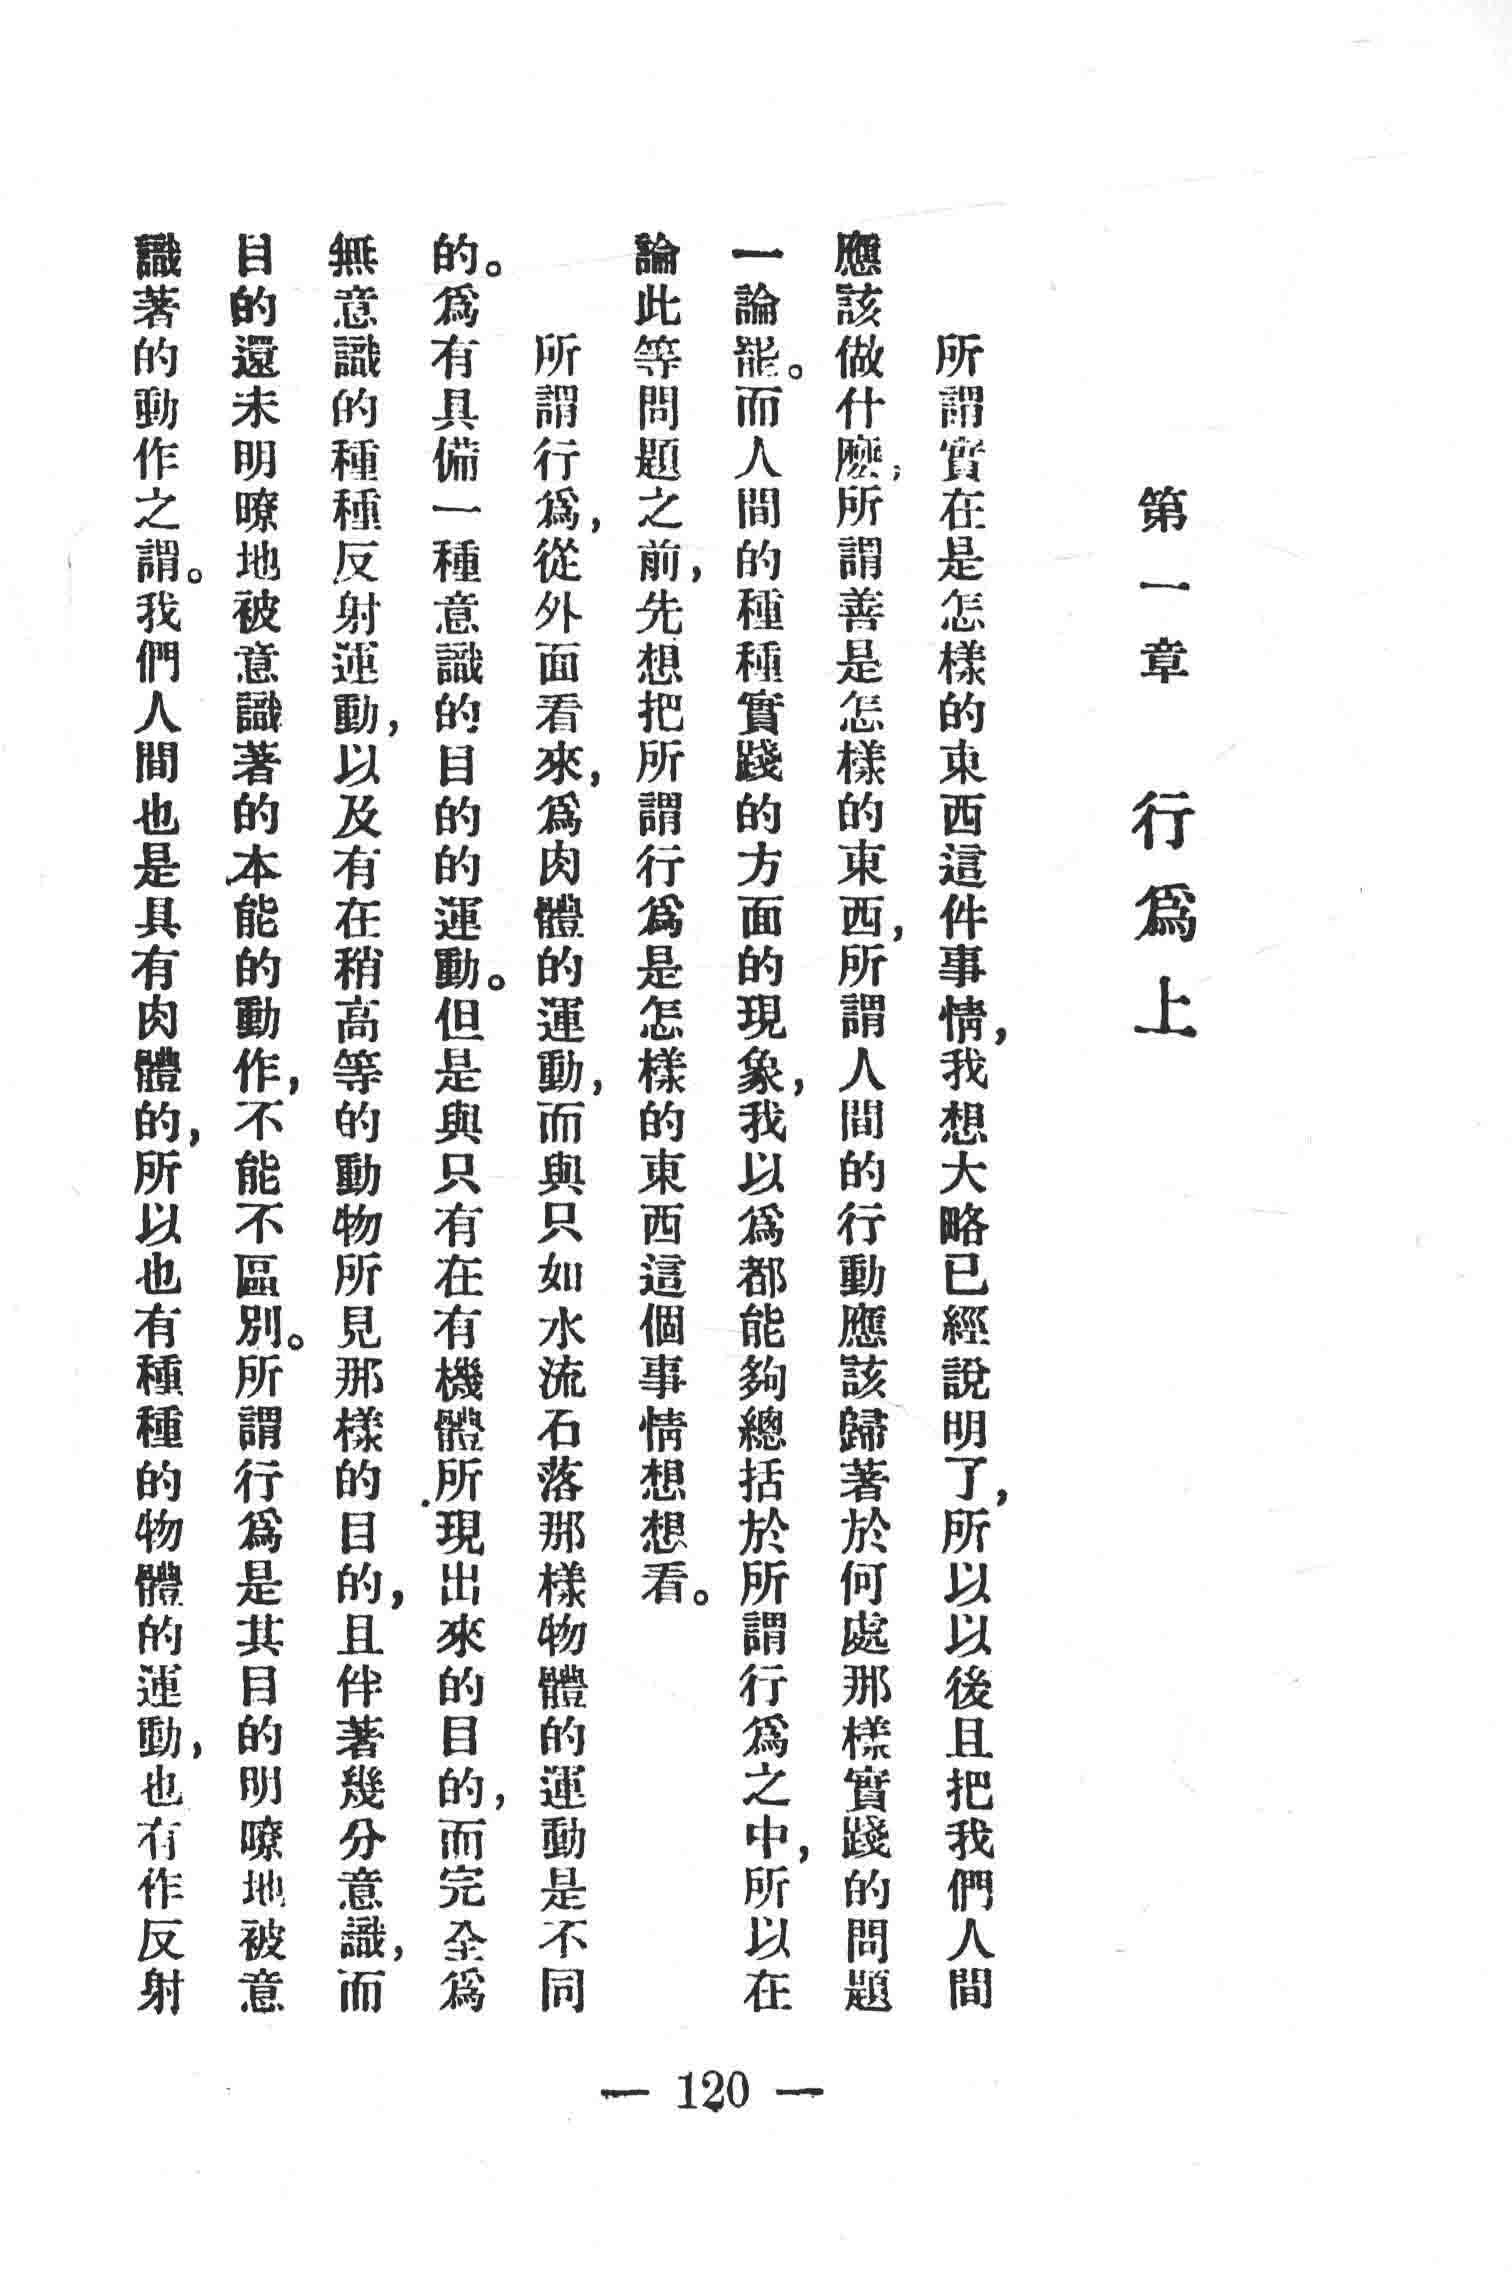 第一章　行爲上
所謂實在是怎樣的東西這件事情，我想大略已經說明了，所以以後且把我們人間
應該做什麼，所謂善是怎樣的東西，所謂人間的行動應該歸著於何處那樣實踐的問題
一論罷。而人間的種種實踐的方面的現象，我以爲都能夠總括於所謂行爲之中，所以在
論此等問題之前，先想把所謂行爲是怎樣的東西這個事情想想看。
所謂行爲，從外面看來，爲肉體的運動，而與只如水流石落那樣物體的運動是不同
的。爲有具備一種意識的目的的運動。但是與只有在有機體所現出來的目的，而完全爲
無意識的種種反射運動，以及有在稍高等的動物所見那樣的目的，且伴著幾分意識，而
目的還未明暸地被意識著的本能的動作，不能不區別。所謂行爲是其目的明暸地被意
識著的動作之謂。我們人間也是具有肉體的，所以也有種種的物體的運動，也有作反射
— 120 —